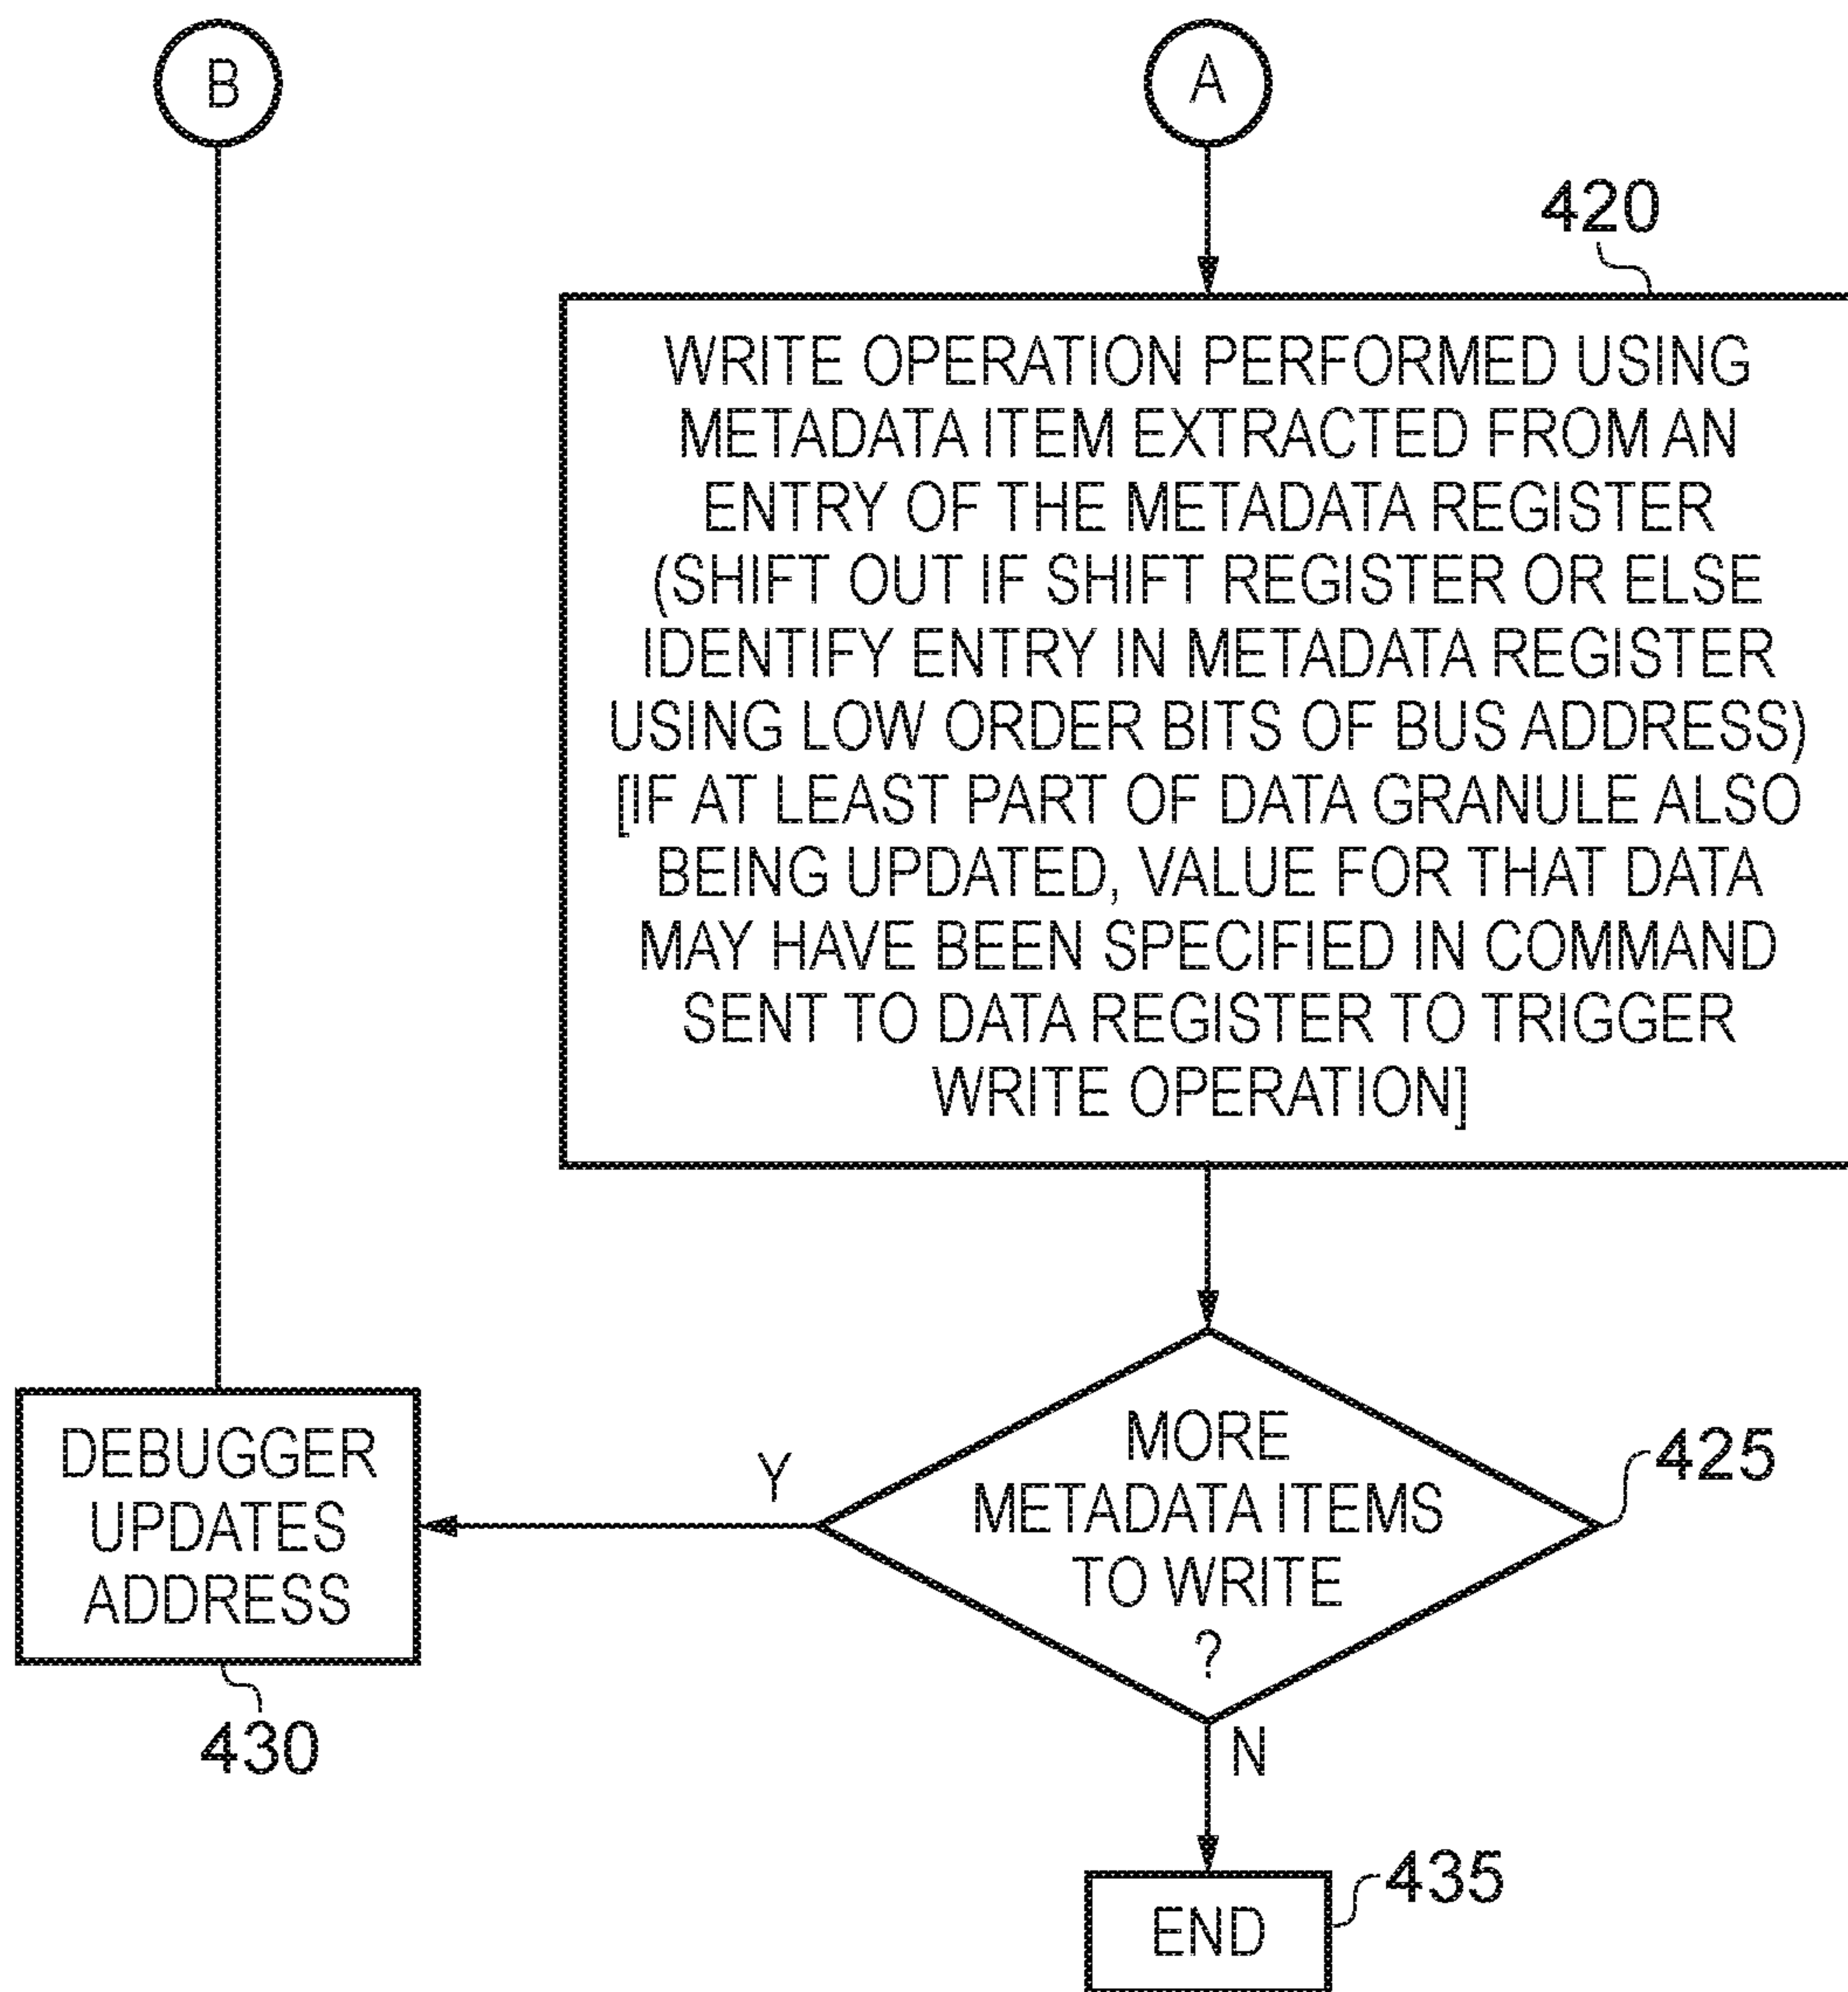 B
A
420
WRITE OPERATION PERFORMED USING
METADATA ITEM EXTRACTED FROM AN
ENTRY OF THE METADATA REGISTER
(SHIFT OUT IF SHIFT REGISTER OR ELSE
IDENTIFY ENTRY IN METADATA REGISTER
USING LOW ORDER BITS OF BUS ADDRESS)
[IF AT LEAST PART OF DATA GRANULE ALSO
BEING UPDATED, VALUE FOR THAT DATA
MAY HAVE BEEN SPECIFIED IN COMMAND
SENT TO DATA REGISTER TO TRIGGER
WRITE OPERATION]
MORE
METADATA ITEMS
TO WRITE
?
425
Y
DEBUGGER
UPDATES
ADDRESS
430
N
END
435